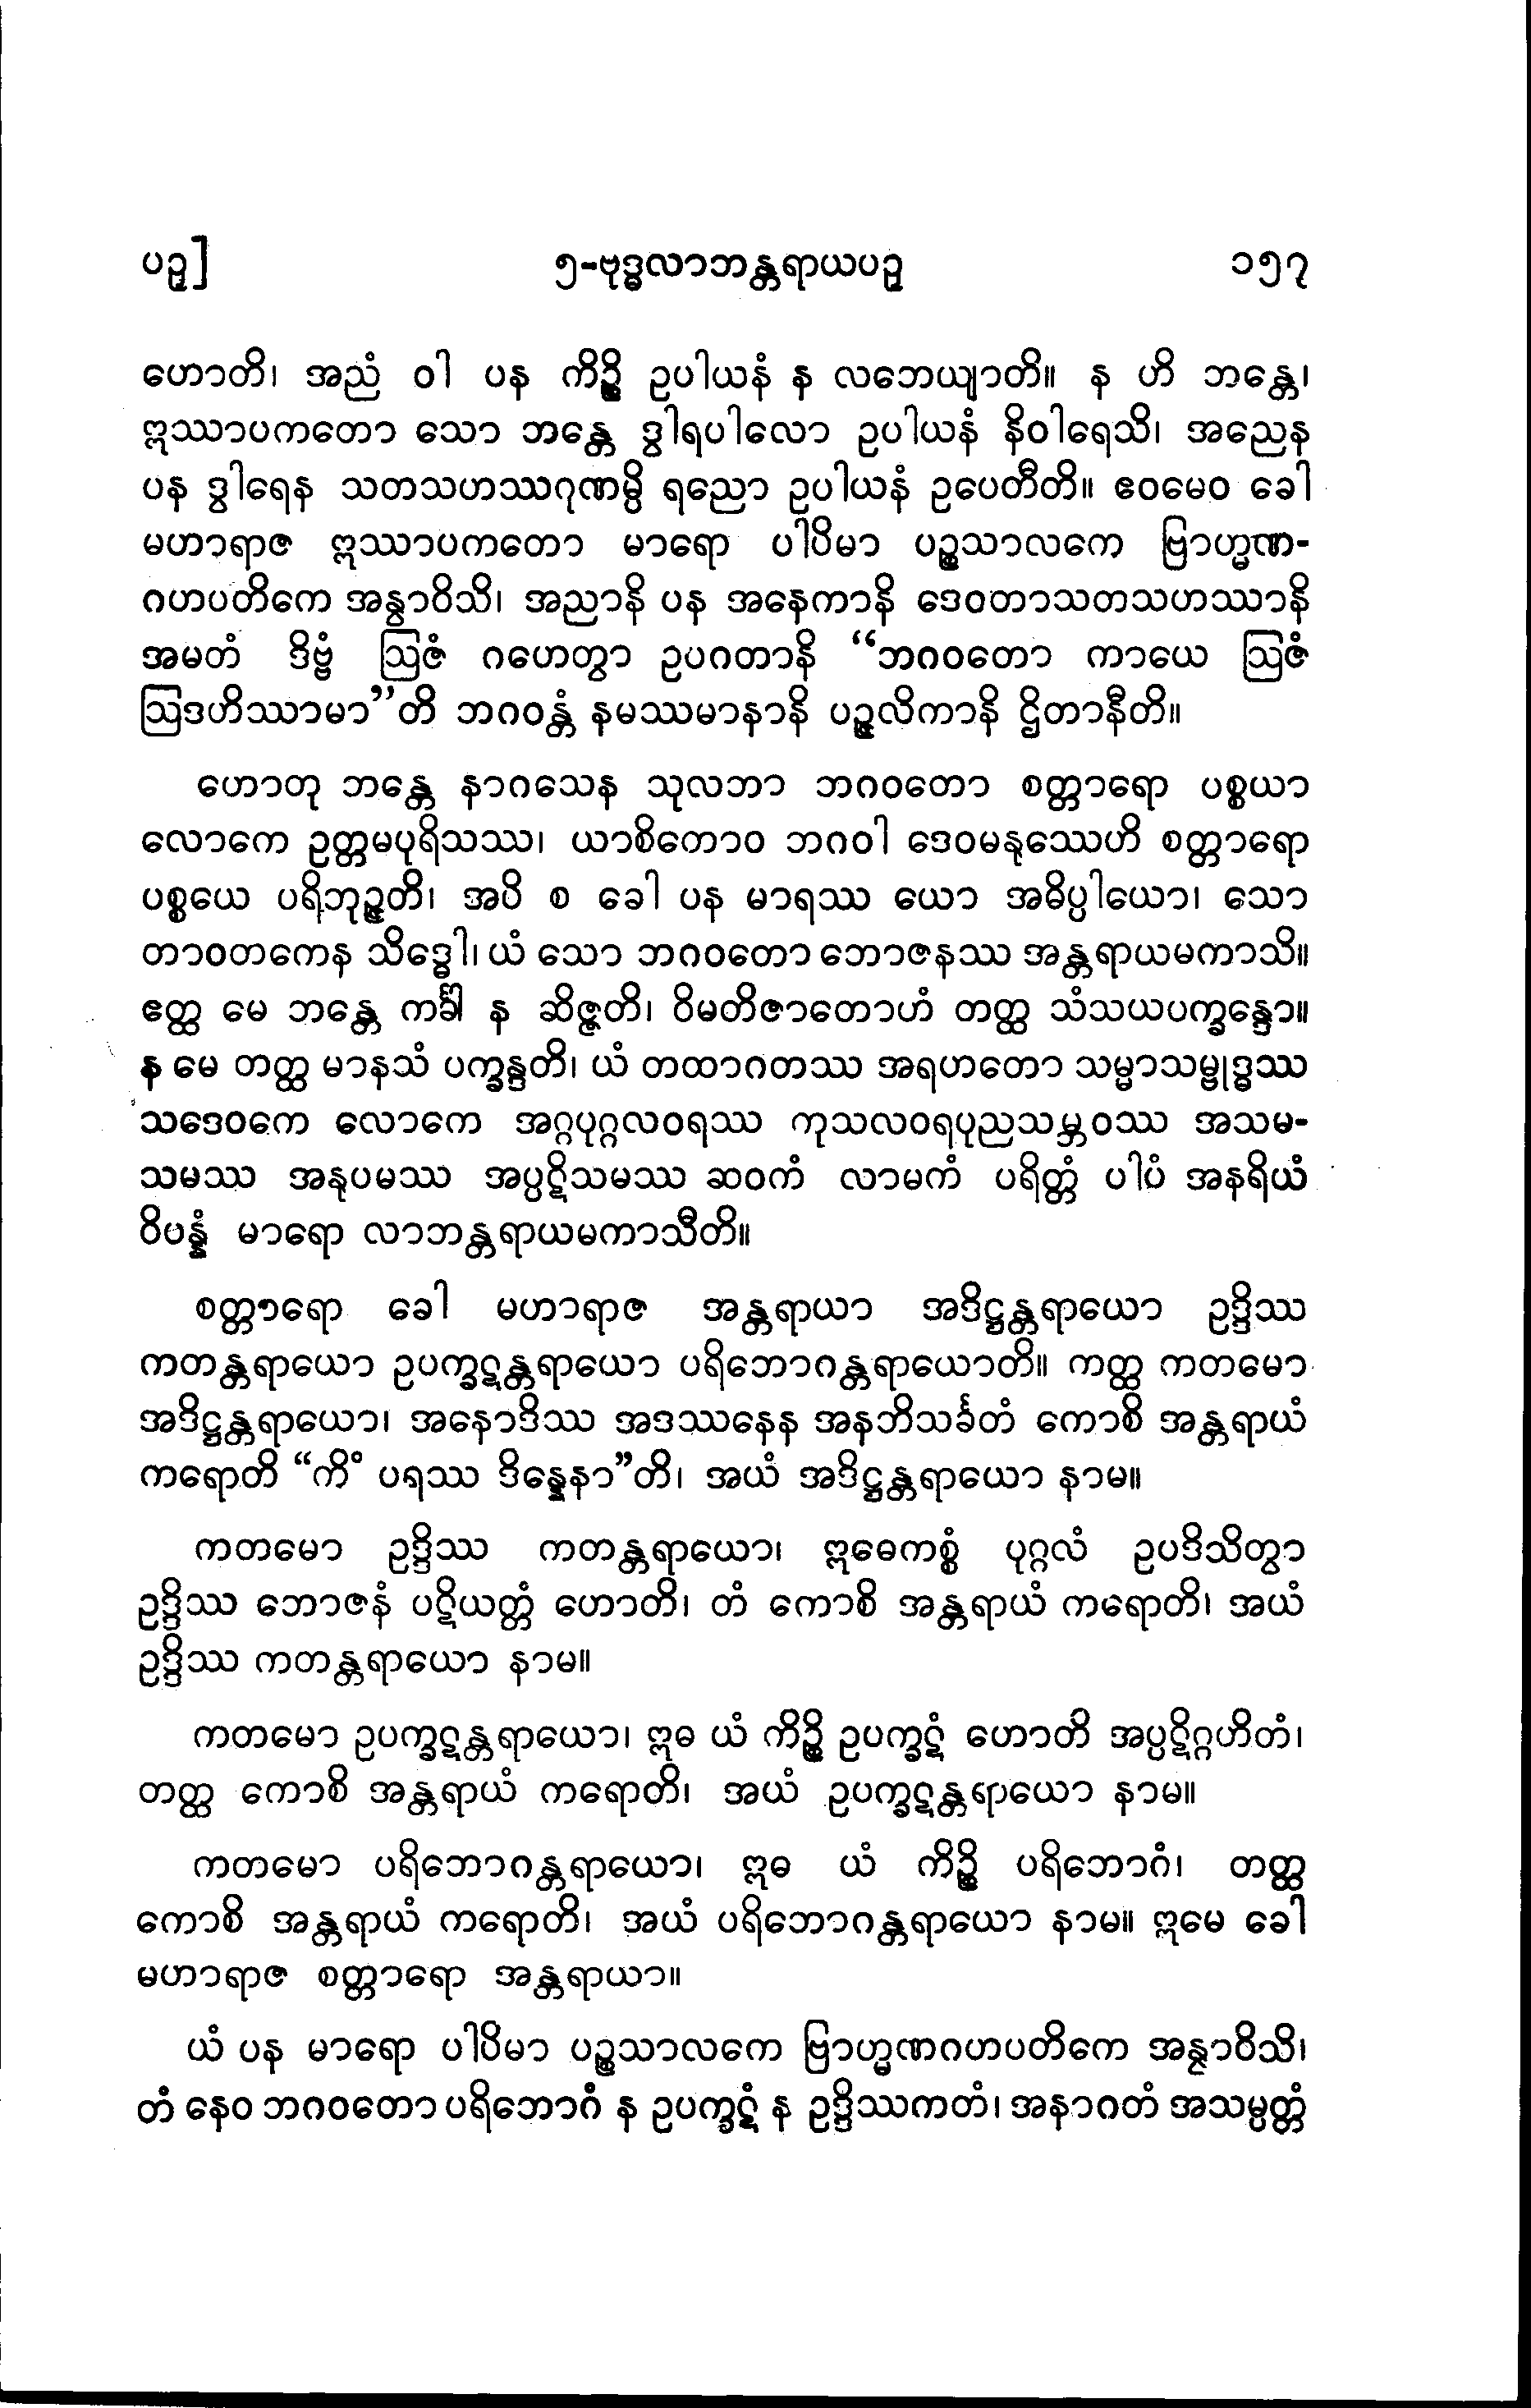 ပဉှ]
၅-ဗုဒ္ဓလာဘန္တရာယပဉှ
၁၅၇
ဟောတိ၊ အညံ ဝါ ပန ကိဉ္စိ ဥပါယနံ န လဘေယျာတိ။ န ဟိ ဘန္တေ၊
ဣဿာပကတော သော ဘန္တေ ဒွါရပါလော ဥပါယနံ နိဝါရေသိ၊ အညေန
ပန ဒွါရေန သတသဟဿဂုဏမ္ပိ ရညော ဥပါယနံ ဥပေတီတိ။ ဧဝမေဝ ခေါ
မဟာရာဇ ဣဿာပကတော မာရော ပါပိမာ ပဉ္စသာလကေ ဗြာဟ္မဏ-
ဂဟပတိကေ အန္ဝာဝိသိ၊ အညာနိ ပန အနေကာနိ ဒေဝတာသတသဟဿာနိ
အမတံ ဒိဗ္ဗံ ဩဇံ ဂဟေတွာ ဥပဂတာနိ “ဘဂဝတော ကာယေ ဩဇံ
ဩဒဟိဿာမာ”တိ ဘဂဝန္တံ နမဿမာနာနိ ပဉ္ဇလိကာနိ ဌိတာနီတိ။
ဟောတု ဘန္တေ နာဂသေန သုလဘာ ဘဂဝတော စတ္တာရော ပစ္စယာ
လောကေ ဥတ္တမပုရိသဿ၊ ယာစိကောဝ ဘဂဝါ ဒေဝမနုဿေဟိ စတ္တာရော
ပစ္စယေ ပရိဘုဉ္ဇတိ၊ အပိ စ ခေါ ပန မာရဿ ယော အဓိပ္ပါယော၊ သော
တာဝတကေန သိဒ္ဓေါ၊ ယံ သော ဘဂဝတော ဘောဇနဿ အန္တရာယမကာသိ။
ဧတ္ထ မေ ဘန္တေ ကင်္ခါ န ဆိဇ္ဇတိ၊ ဝိမတိဇာတောဟံ တတ္ထ သံသယပက္ခန္ဒော။
န မေ တတ္ထ မာနသံ ပက္ခန္ဒတိ၊ ယံ တထာဂတဿ အရဟတော သမ္မာသမ္ဗုဒ္ဓဿ
သဒေဝကေ လောကေ အဂ္ဂပုဂ္ဂလဝရဿ ကုသလဝရပုညသမ္ဘဝဿ အသမ-
သမဿ အနုပမဿ အပ္ပဋိသမဿ ဆဝကံ လာမကံ ပရိတ္တံ ပါပံ အနရိယံ
ဝိပန္နံ မာရော လာဘန္တရာယမကာသီတိ။
စတ္တာရော ခေါ မဟာရာဇ အန္တရာယာ အဒိဋ္ဌန္တရာယော ဥဒ္ဒိဿ
ကတန္တရာယော ဥပက္ခဋန္တရာယော ပရိဘောဂန္တရာယောတိ။ ကတ္ထ ကတမော
အဒိဋ္ဌန္တရာယော၊ အနောဒိဿ အဒဿနေန အနဘိသင်္ခတံ ကောစိ အန္တရာယံ
ကရောတိ “ကိံ ပရဿ ဒိန္နေနာ”တိ၊ အယံ အဒိဋ္ဌန္တရာယော နာမ။
ကတမော ဥဒ္ဒိဿ ကတန္တရာယော၊ ဣဓေကစ္စံ ပုဂ္ဂလံ ဥပဒိသိတွာ
ဥဒ္ဒိဿ ဘောဇနံ ပဋိယတ္တံ ဟောတိ၊ တံ ကောစိ အန္တရာယံ ကရောတိ၊ အယံ
ဥဒ္ဒိဿ ကတန္တရာယော နာမ။
ကတမော ဥပက္ခဋန္တရာယော၊ ဣဓ ယံ ကိဉ္စိ ဥပက္ခဋံ ဟောတိ အပ္ပဋိဂ္ဂဟိတံ၊
တတ္ထ ကောစိ အန္တရာယံ ကရောတိ၊ အယံ ဥပက္ခဋန္တရာယော နာမ။
ကတမော ပရိဘောဂန္တရာယော၊ ဣဓ ယံ ကိဉ္စိ ပရိဘောဂံ၊ တတ္ထ
ကောစိ အန္တရာယံ ကရောတိ၊ အယံ ပရိဘောဂန္တရာယော နာမ။ ဣမေ ခေါ
မဟာရာဇ စတ္တာရော အန္တရာယာ။
ယံ ပန မာရော ပါပိမာ ပဉ္စသာလကေ ဗြာဟ္မဏဂဟပတိကေ အန္ဝာဝိသိ၊
တံ နေဝ ဘဂဝတော ပရိဘောဂံ န ဥပက္ခဋံ န ဥဒ္ဒိဿကတံ၊ အနာဂတံ အသမ္ပတ္တံ